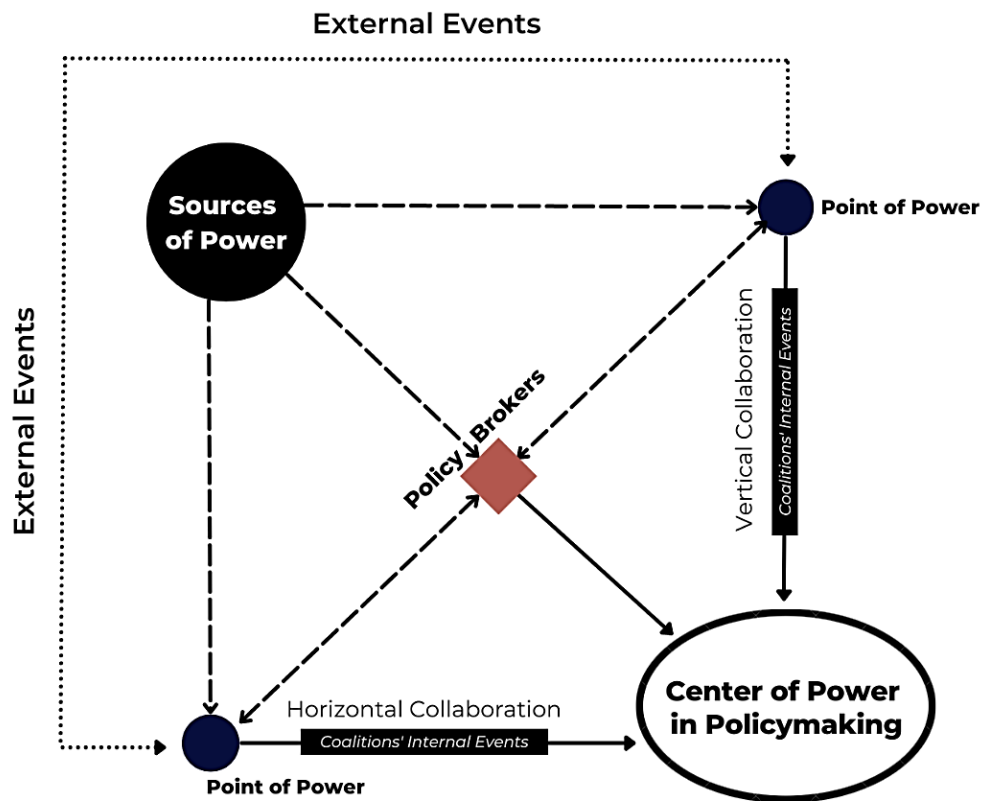 External Events
Sources
of Power
Point of Power
External Events
Policy Brokers
Vertical Collaboration
Coalitions' Internal Events
Center of Power
in Policymaking
Horizontal Collaboration
Coalitions' Internal Events
Point of Power